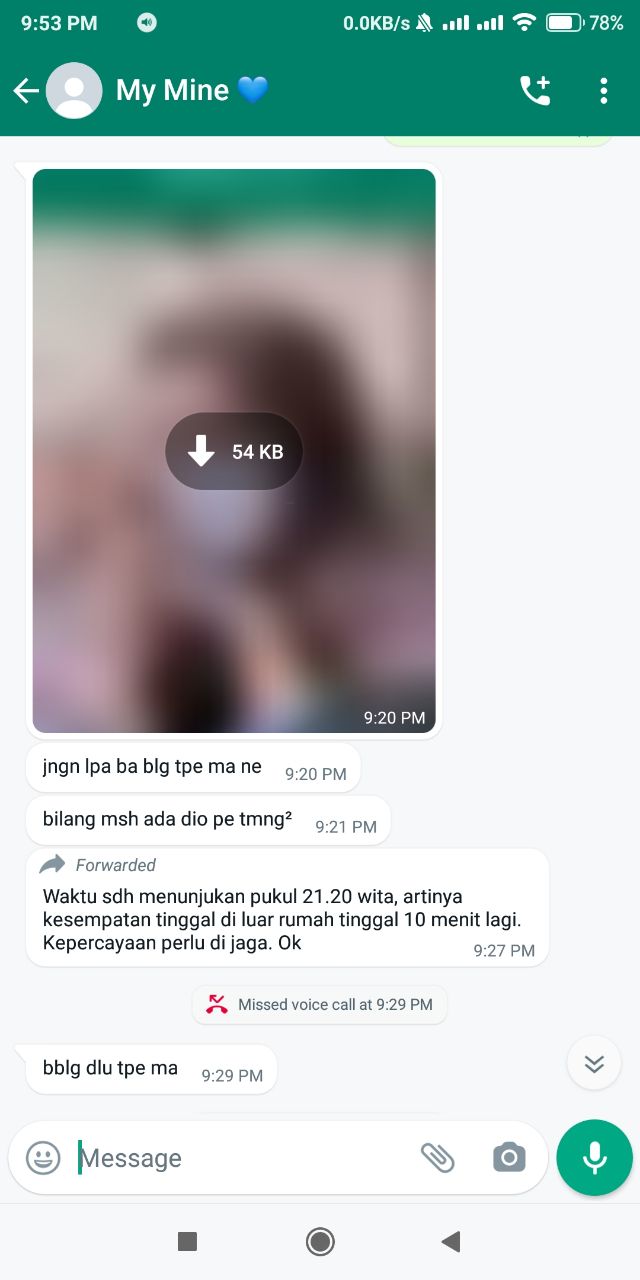 9:53 PM 0.0KB/s 78%
My Mine 💙
54 KB
9:20 PM
jngn lpa ba blg tpe ma ne 9:20 PM
bilang msh ada dio pe tmng² 9:21 PM
Forwarded
Waktu sdh menunjukan pukul 21.20 wita, artinya
kesempatan tinggal di luar rumah tinggal 10 menit lagi.
Kepercayaan perlu di jaga. Ok 9:27 PM
Missed voice call at 9:29 PM
bblg dlu tpe ma 9:29 PM
Message